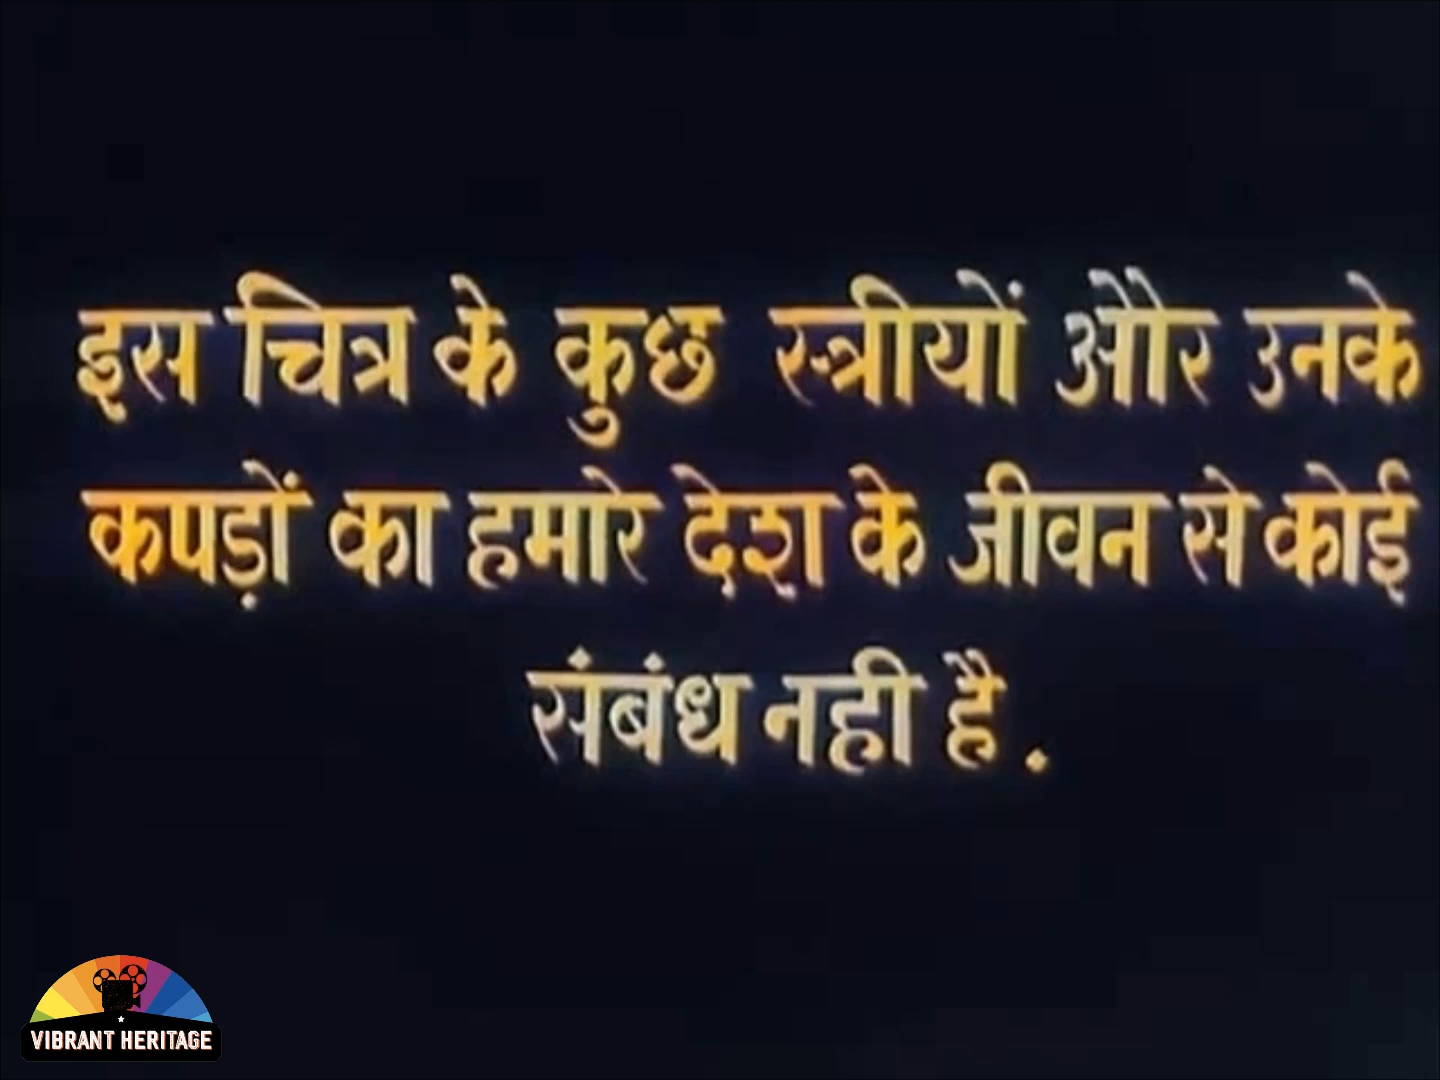 इस चित्र के कुछ स्त्रीयों और उनके
कपड़ों का हमारे देश के जीवन से कोई
संबंध नही है .
VIBRANT HERITAGE